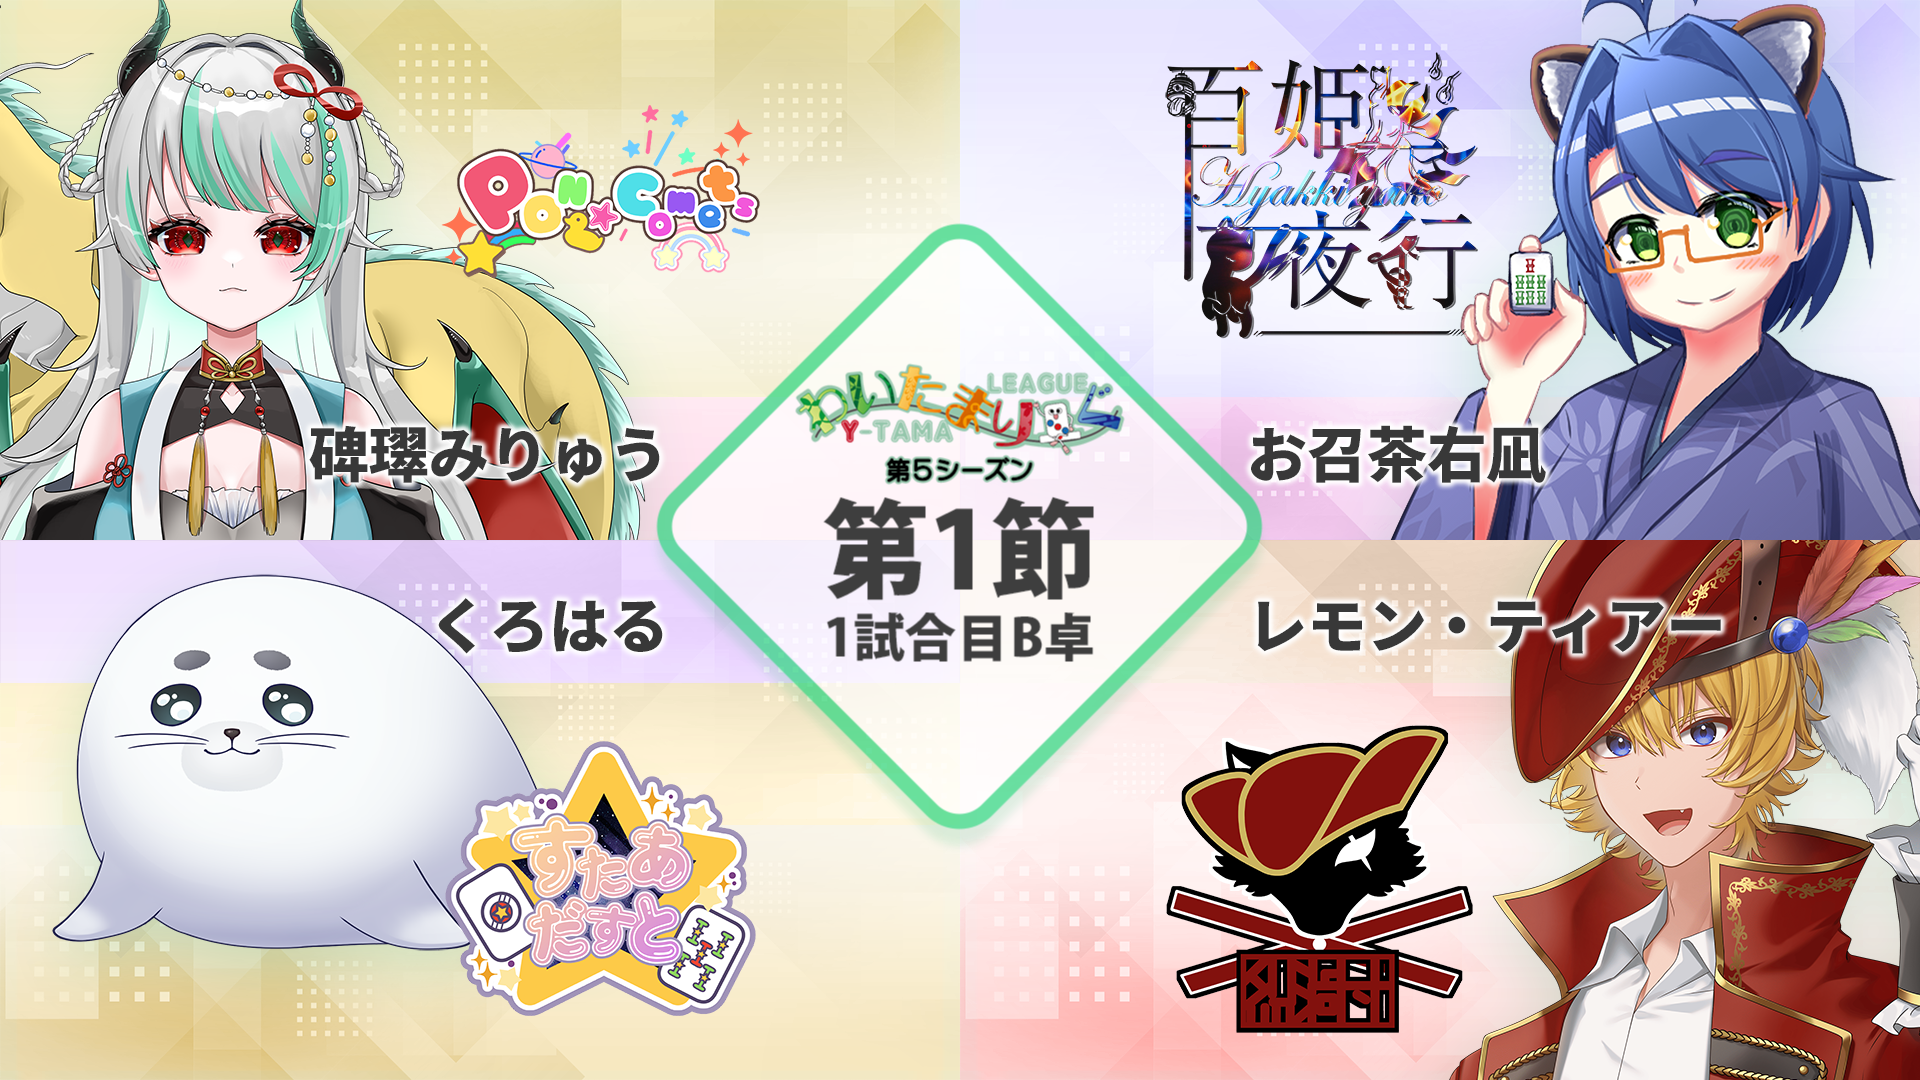 PON Comets
碑璻みりゅう
百姫
Hyakkiyako
夜行
お召茶右凪
わいたまりーぐ
LEAGUE
Y-TAMA
第5シーズン
第1節
1試合目B卓
くろはる
すたあ
だすと
レモン・ティアー